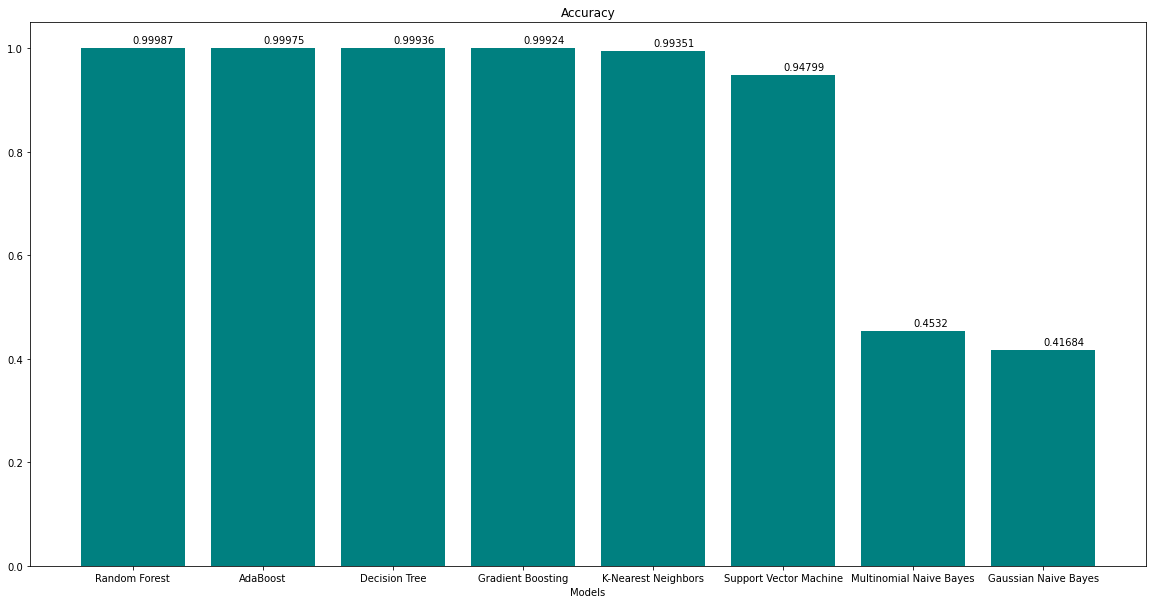 Accuracy
0.99987 0.99975 0.99936 0.99924 0.99351 0.94799 0.4532 0.41684
1.0
0.8
0.6
0.4
0.2
0.0
Random Forest AdaBoost Decision Tree Gradient Boosting K-Nearest Neighbors Support Vector Machine Multinomial Naive Bayes Gaussian Naive Bayes
Models